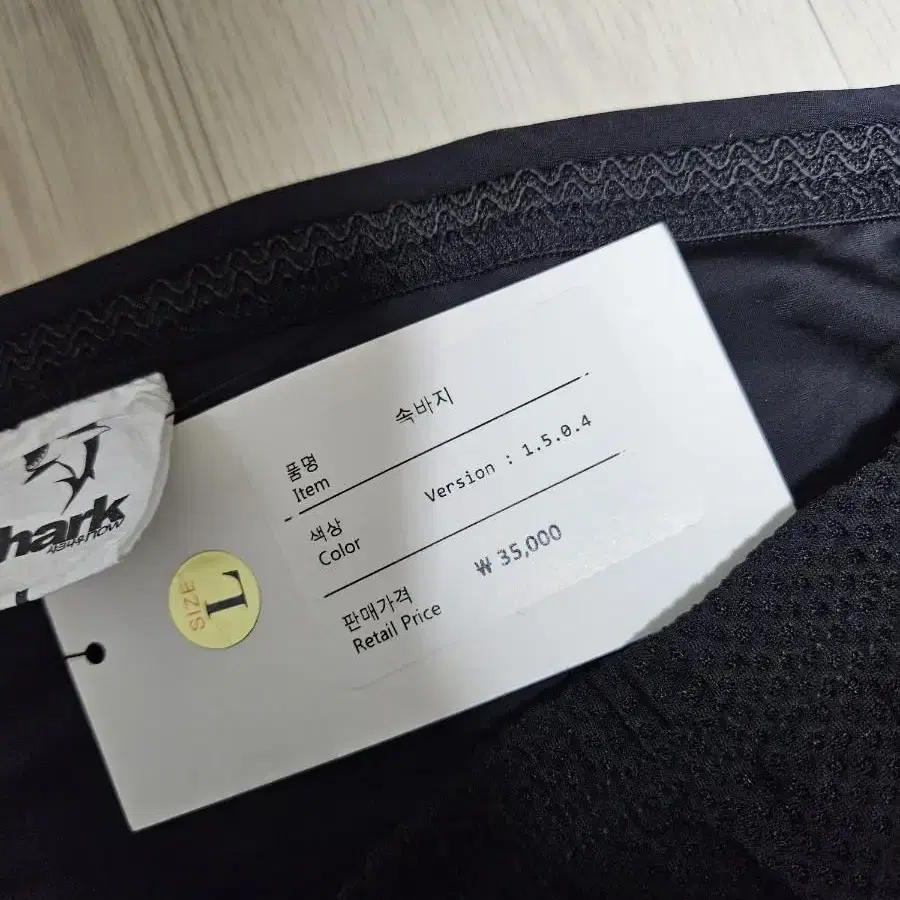 속바지
품명
Item
Version : 1.5.0.4
색상
Color
₩ 35,000
판매가격
Retail Price
SIZE
L
hark